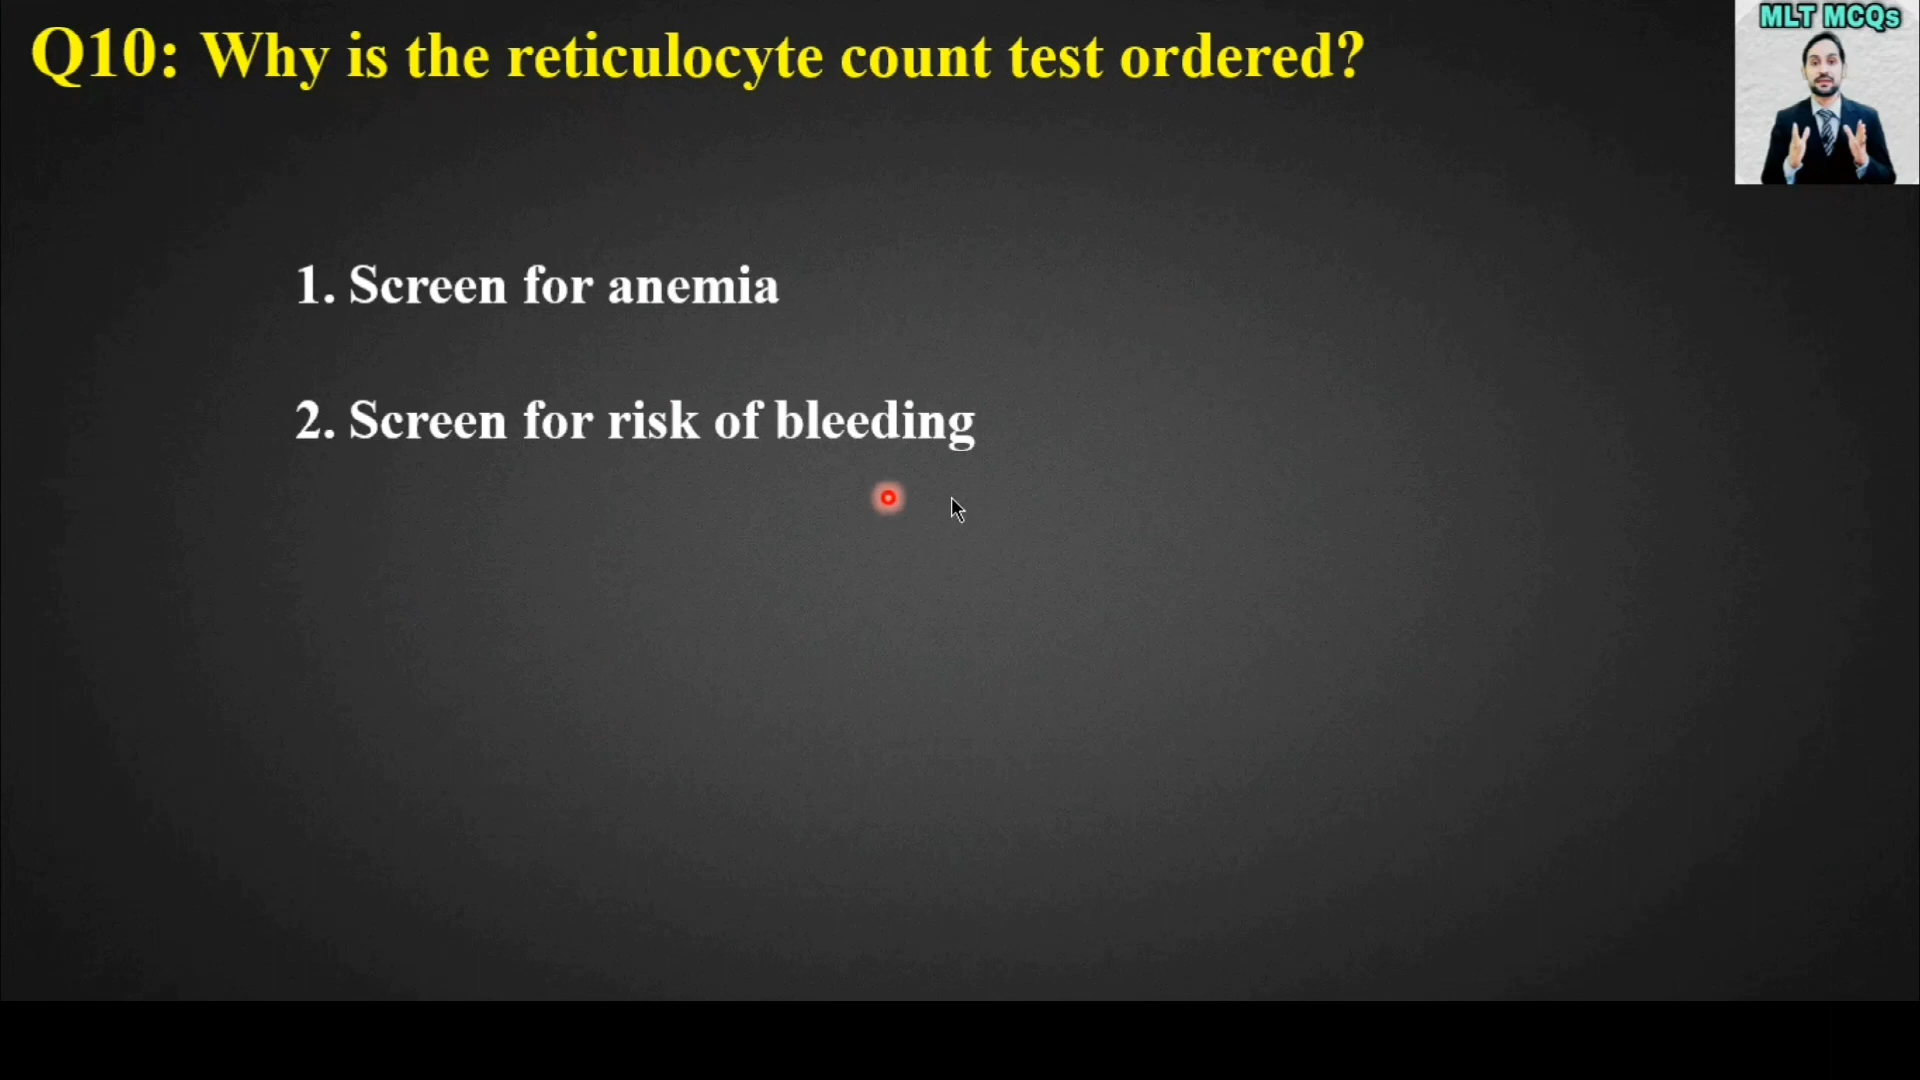 Q10: Why is the reticulocyte count test ordered?
MLT MCQs
1. Screen for anemia
2. Screen for risk of bleeding